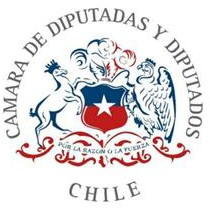 CAMARA DE DIPUTADAS Y DIPUTADOS
POR LA RAZON O LA FUERZA
CHILE